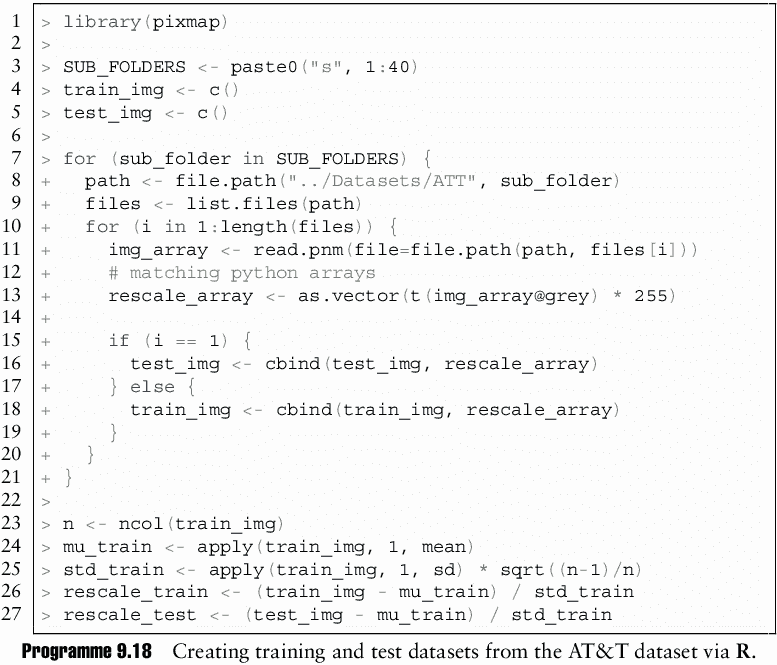 1 > library(pixmap)
2 >
3 > SUB_FOLDERS <- paste0("s", 1:40)
4 > train_img <- c()
5 > test_img <- c()
6 >
7 > for (sub_folder in SUB_FOLDERS) {
8 +   path <- file.path("../Datasets/ATT", sub_folder)
9 +   files <- list.files(path)
10 +   for (i in 1:length(files)) {
11 +     img_array <- read.pnm(file=file.path(path, files[i]))
12 +     # matching python arrays
13 +     rescale_array <- as.vector(t(img_array@grey) * 255)
14 +
15 +     if (i == 1) {
16 +       test_img <- cbind(test_img, rescale_array)
17 +     } else {
18 +       train_img <- cbind(train_img, rescale_array)
19 +     }
20 +   }
21 + }
22 >
23 > n <- ncol(train_img)
24 > mu_train <- apply(train_img, 1, mean)
25 > std_train <- apply(train_img, 1, sd) * sqrt((n-1)/n)
26 > rescale_train <- (train_img - mu_train) / std_train
27 > rescale_test <- (test_img - mu_train) / std_train
Programme 9.18 Creating training and test datasets from the AT&T dataset via R.